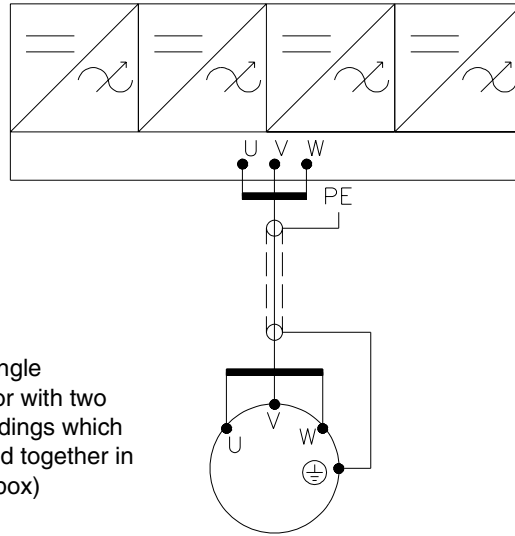 U V W
PE
ngle
or with two
dings which
d together in
box)
V
U W